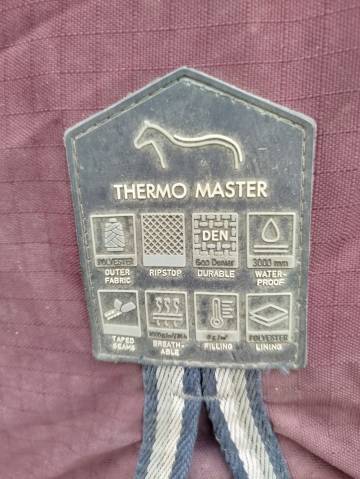 THERMO MASTER
POLYESTER
OUTER
FABRIC
RIPSTOP
DEN
600 Denier
DURABLE
3000 mm
WATER-
PROOF
TAPED
SEAMS
BREATH-
ABLE
FILLING
POLYESTER
LINING